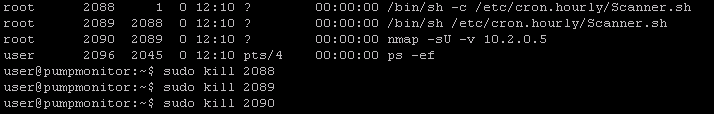 root 2088 1 0 12:10 ? 00:00:00 /bin/sh -c /etc/cron.hourly/Scanner.sh
root 2089 2088 0 12:10 ? 00:00:00 /bin/sh /etc/cron.hourly/Scanner.sh
root 2090 2089 0 12:10 ? 00:00:00 nmap -sU -v 10.2.0.5
user 2096 2045 0 12:10 pts/4 00:00:00 ps -ef
user@pumpmonitor:~$ sudo kill 2088
user@pumpmonitor:~$ sudo kill 2089
user@pumpmonitor:~$ sudo kill 2090